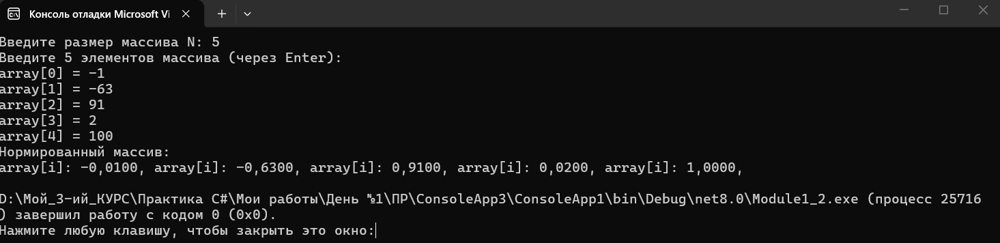 Консоль отладки Microsoft Vi
Введите размер массива N: 5
Введите 5 элементов массива (через Enter):
array[0] = -1
array[1] = -63
array[2] = 91
array[3] = 2
array[4] = 100
Нормированный массив:
array[i]: -0,0100, array[i]: -0,6300, array[i]: 0,9100, array[i]: 0,0200, array[i]: 1,0000,
D:\Мой_3-ий_КУРС\Практика C#\Мои работы\День №1\ПР\ConsoleApp3\ConsoleApp1\bin\Debug\net8.0\Module1_2.exe (процесс 25716
) завершил работу с кодом 0 (0x0).
Нажмите любую клавишу, чтобы закрыть это окно: